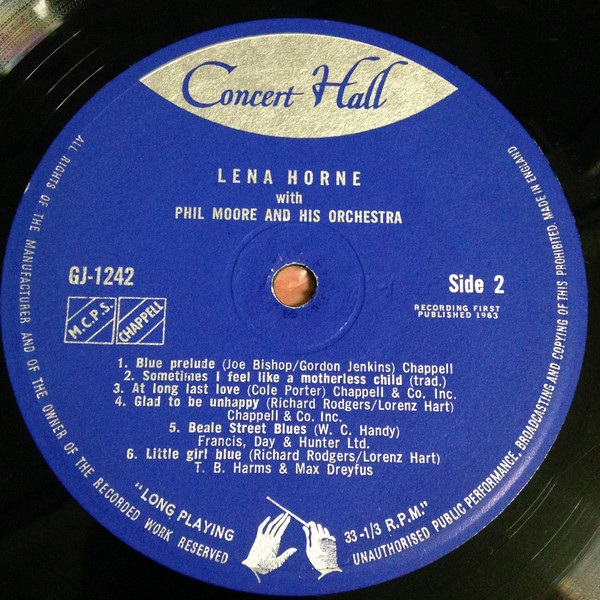 Concert Hall
LENA HORNE
with
PHIL MOORE AND HIS ORCHESTRA
GJ-1242
Side 2
M.C.P.S.
CHAPPELL
RECORDING FIRST
PUBLISHED 1963
1. Blue prelude (Joe Bishop/Gordon Jenkins) Chappell
2. Sometimes I feel like a motherless child (trad.)
3. At long last love (Cole Porter) Chappell & Co. Inc.
4. Glad to be unhappy (Richard Rodgers/Lorenz Hart)
Chappell & Co. Inc.
5. Beale Street Blues (W. C. Handy)
Francis, Day & Hunter Ltd.
6. Little girl blue (Richard Rodgers/Lorenz Hart)
T. B. Harms & Max Dreyfus
"LONG PLAYING
33-1/3 R.P.M."
ALL RIGHTS OF THE MANUFACTURER AND OF THE OWNER OF THE RECORDED WORK RESERVED
UNAUTHORISED PUBLIC PERFORMANCE, BROADCASTING AND COPYING OF THIS PROHIBITED. MADE IN ENGLAND